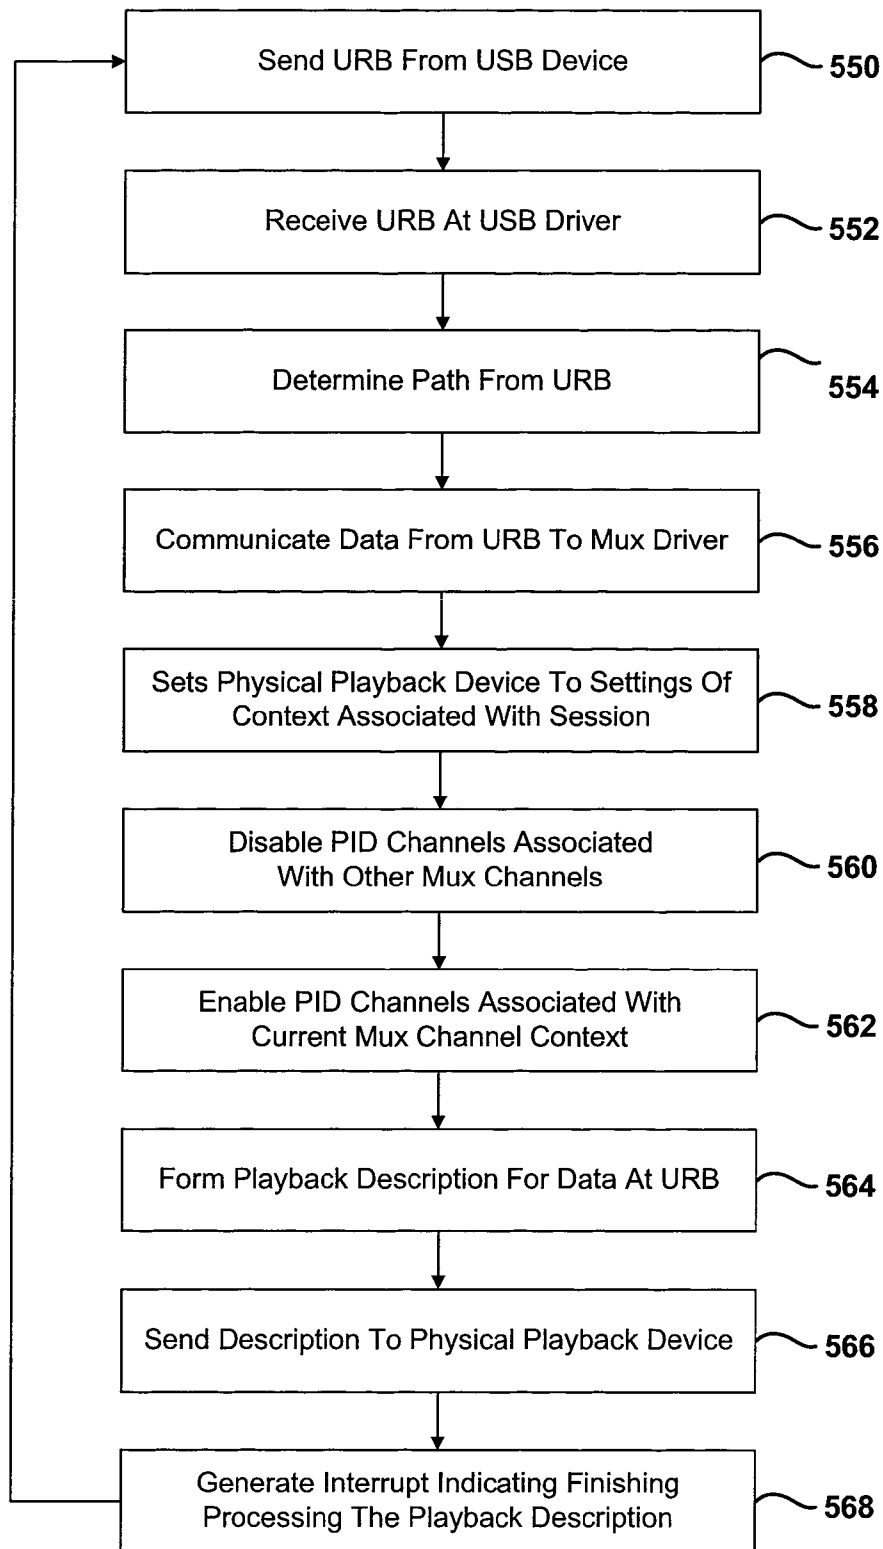 Send URB From USB Device
550
Receive URB At USB Driver
552
Determine Path From URB
554
Communicate Data From URB To Mux Driver
556
Sets Physical Playback Device To Settings Of
Context Associated With Session
558
Disable PID Channels Associated
With Other Mux Channels
560
Enable PID Channels Associated With
Current Mux Channel Context
562
Form Playback Description For Data At URB
564
Send Description To Physical Playback Device
566
Generate Interrupt Indicating Finishing
Processing The Playback Description
568